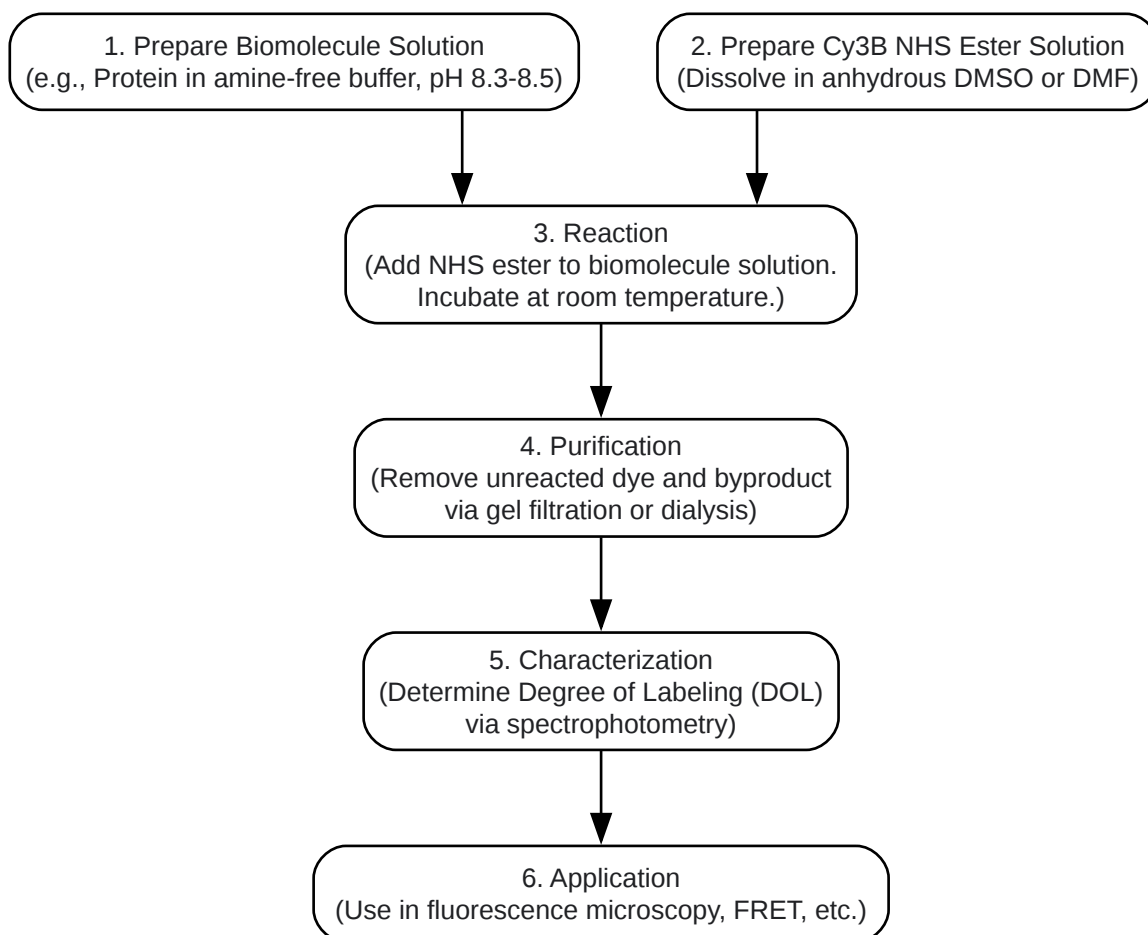 1. Prepare Biomolecule Solution
(e.g., Protein in amine-free buffer, pH 8.3-8.5)
2. Prepare Cy3B NHS Ester Solution
(Dissolve in anhydrous DMSO or DMF)
3. Reaction
(Add NHS ester to biomolecule solution.
Incubate at room temperature.)
4. Purification
(Remove unreacted dye and byproduct
via gel filtration or dialysis)
5. Characterization
(Determine Degree of Labeling (DOL)
via spectrophotometry)
6. Application
(Use in fluorescence microscopy, FRET, etc.)